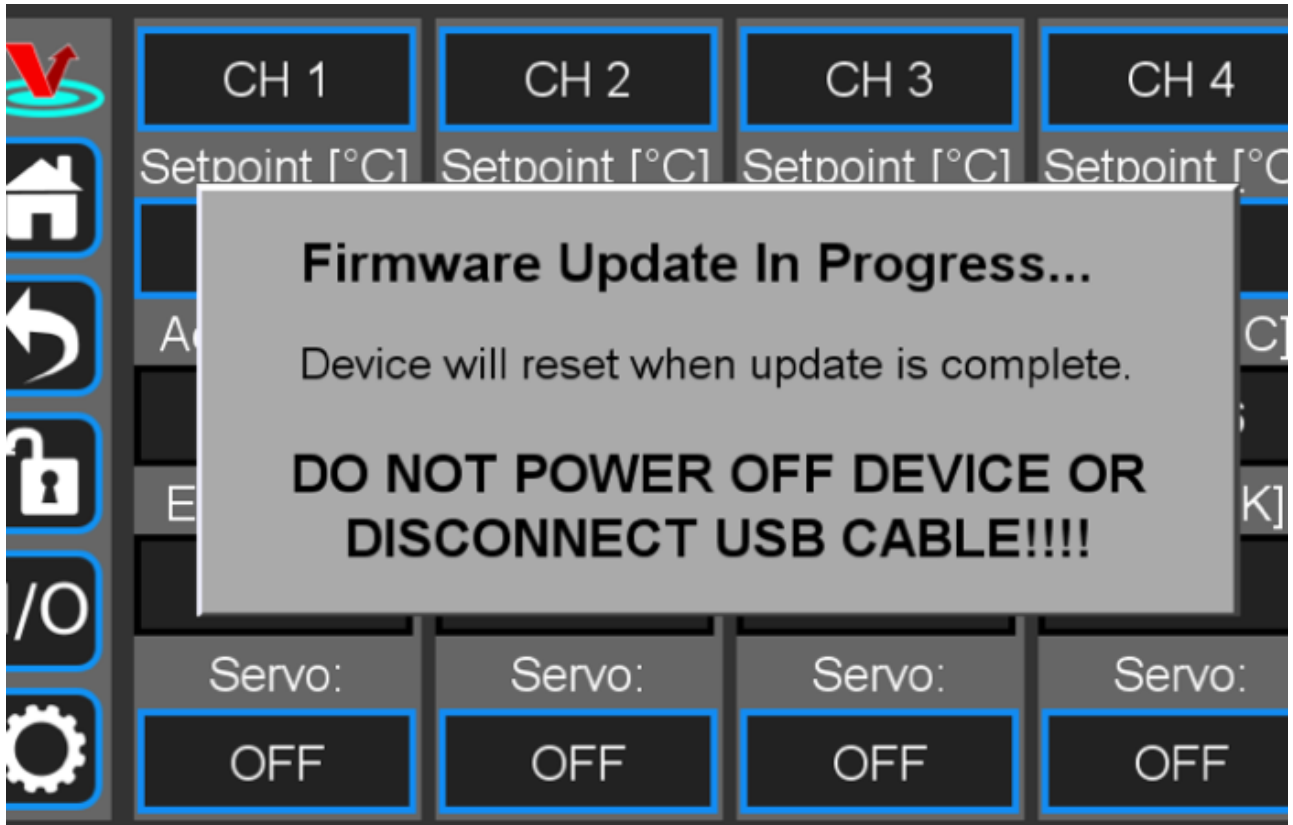 CH 1 CH 2 CH 3 CH 4
Setpoint [°C] Setpoint [°C] Setpoint [°C] Setpoint [°C
Firmware Update In Progress...
C]
Device will reset when update is complete.
DO NOT POWER OFF DEVICE OR
K]
DISCONNECT USB CABLE!!!!
I/O
Servo: Servo: Servo: Servo:
OFF OFF OFF OFF